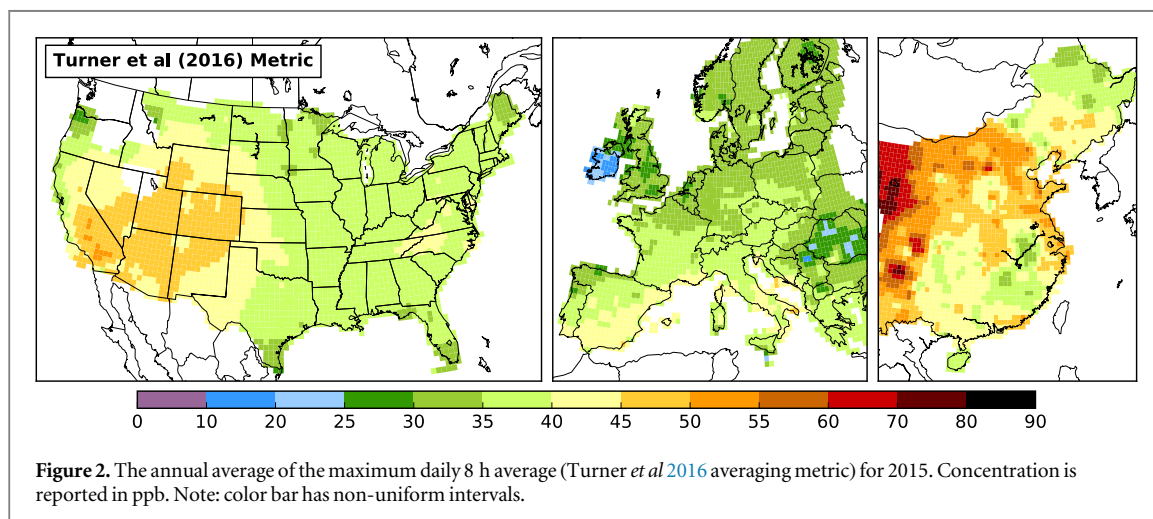 Turner et al (2016) Metric
0 10 20 25 30 35 40 45 50 55 60 70 80 90
Figure 2. The annual average of the maximum daily 8 h average (Turner et al 2016 averaging metric) for 2015. Concentration is
reported in ppb. Note: color bar has non-uniform intervals.